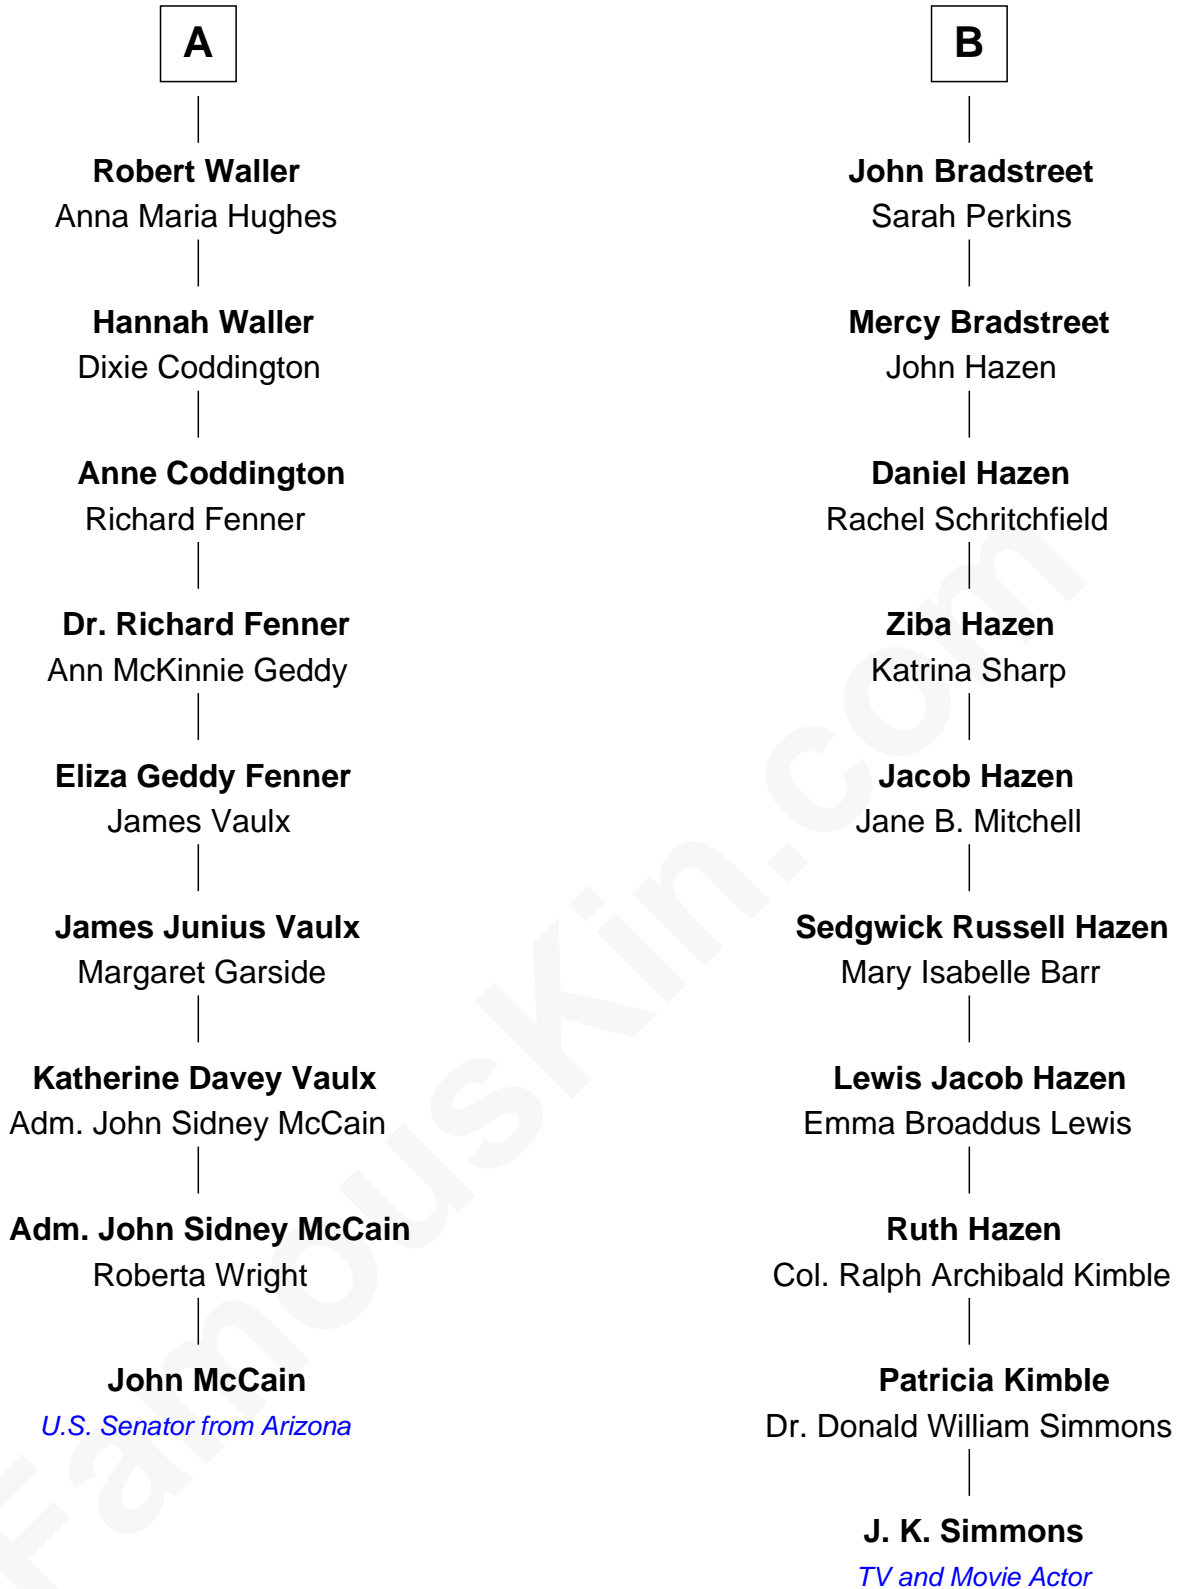 A
Robert Waller
Anna Maria Hughes
Hannah Waller
Dixie Coddington
Anne Coddington
Richard Fenner
Dr. Richard Fenner
Ann McKinnie Geddy
Eliza Geddy Fenner
James Vaulx
James Junius Vaulx
Margaret Garside
Katherine Davey Vaulx
Adm. John Sidney McCain
Adm. John Sidney McCain
Roberta Wright
John McCain
U.S. Senator from Arizona
B
John Bradstreet
Sarah Perkins
Mercy Bradstreet
John Hazen
Daniel Hazen
Rachel Schritchfield
Ziba Hazen
Katrina Sharp
Jacob Hazen
Jane B. Mitchell
Sedgwick Russell Hazen
Mary Isabelle Barr
Lewis Jacob Hazen
Emma Broaddus Lewis
Ruth Hazen
Col. Ralph Archibald Kimble
Patricia Kimble
Dr. Donald William Simmons
J. K. Simmons
TV and Movie Actor
FamousKin.com